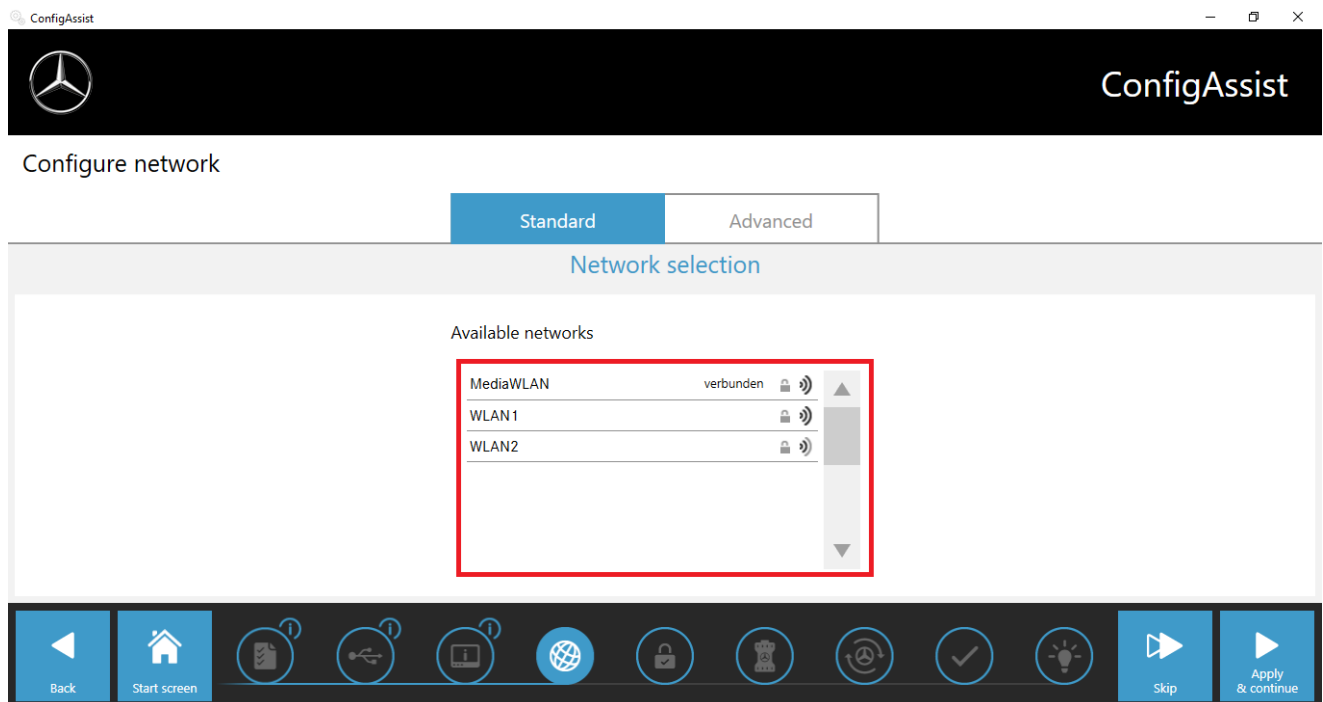 ConfigAssist
ConfigAssist
Configure network
Standard Advanced
Network selection
Available networks
MediaWLAN verbunden
WLAN1
WLAN2
Back Start screen Skip Apply
& continue